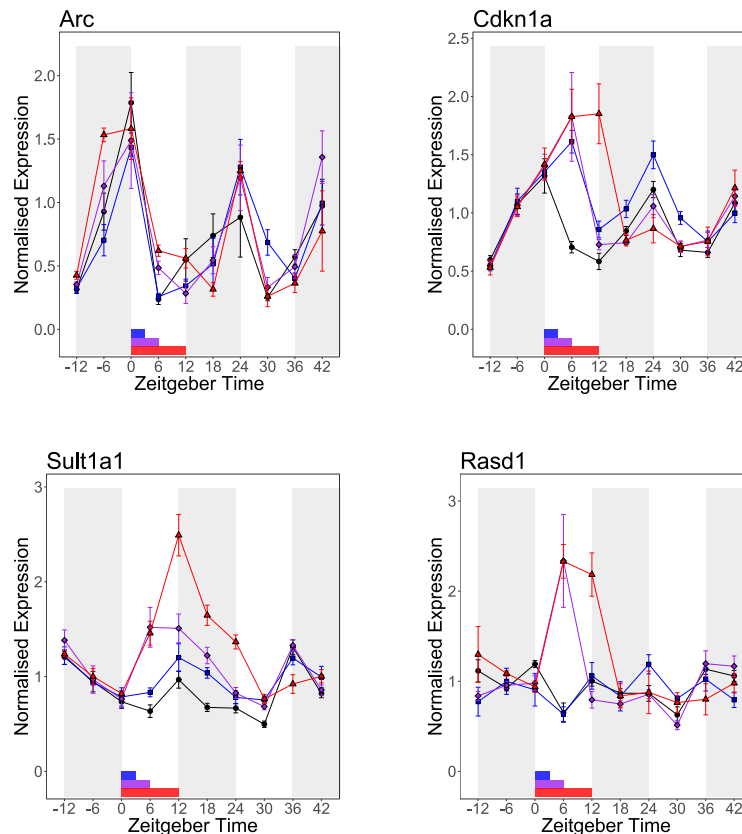 Arc
Normalised Expression
2.0
1.5
1.0
0.5
0.0
-12 -6 0 6 12 18 24 30 36 42
Zeitgeber Time
Cdkn1a
Normalised Expression
2.5
2.0
1.5
1.0
0.5
0.0
-12 -6 0 6 12 18 24 30 36 42
Zeitgeber Time
Sult1a1
Normalised Expression
3
2
1
0
-12 -6 0 6 12 18 24 30 36 42
Zeitgeber Time
Rasd1
Normalised Expression
3
2
1
0
-12 -6 0 6 12 18 24 30 36 42
Zeitgeber Time